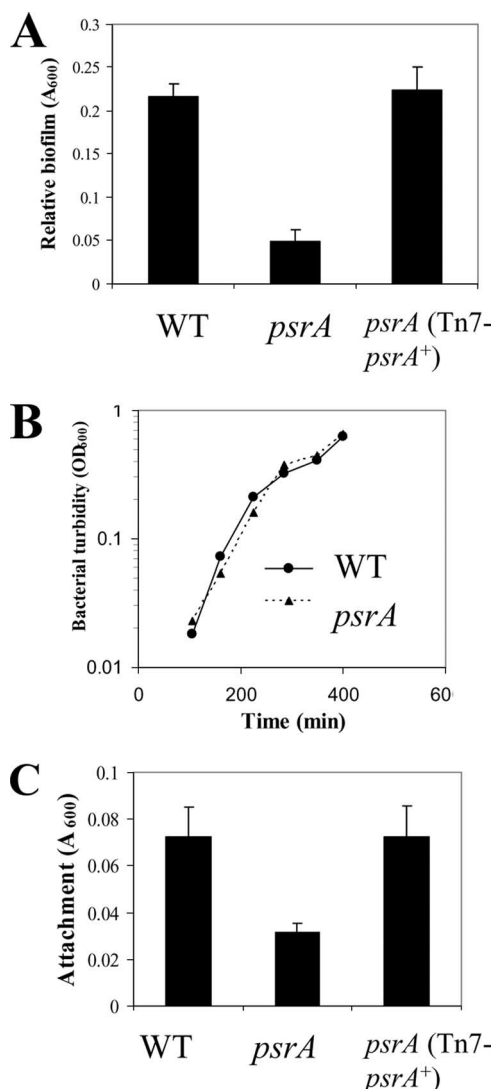 A
Relative biofilm (A600)
0.3
0.25
0.2
0.15
0.1
0.05
0
WT
psrA
psrA (Tn7-
psrA+)
B
Bacterial turbidity (OD600)
1
0.1
0.01
WT
psrA
0
200
400
60
Time (min)
C
Attachment (A600)
0.1
0.08
0.06
0.04
0.02
0
WT
psrA
psrA (Tn7-
psrA+)